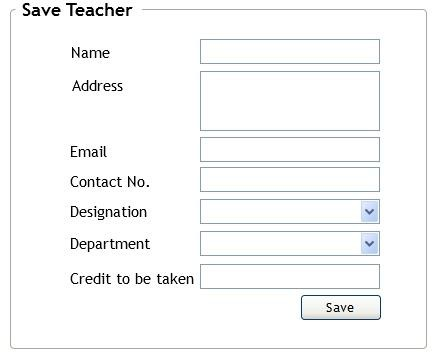 Save Teacher
Name
Address
Email
Contact No.
Designation
Department
Credit to be taken
Save